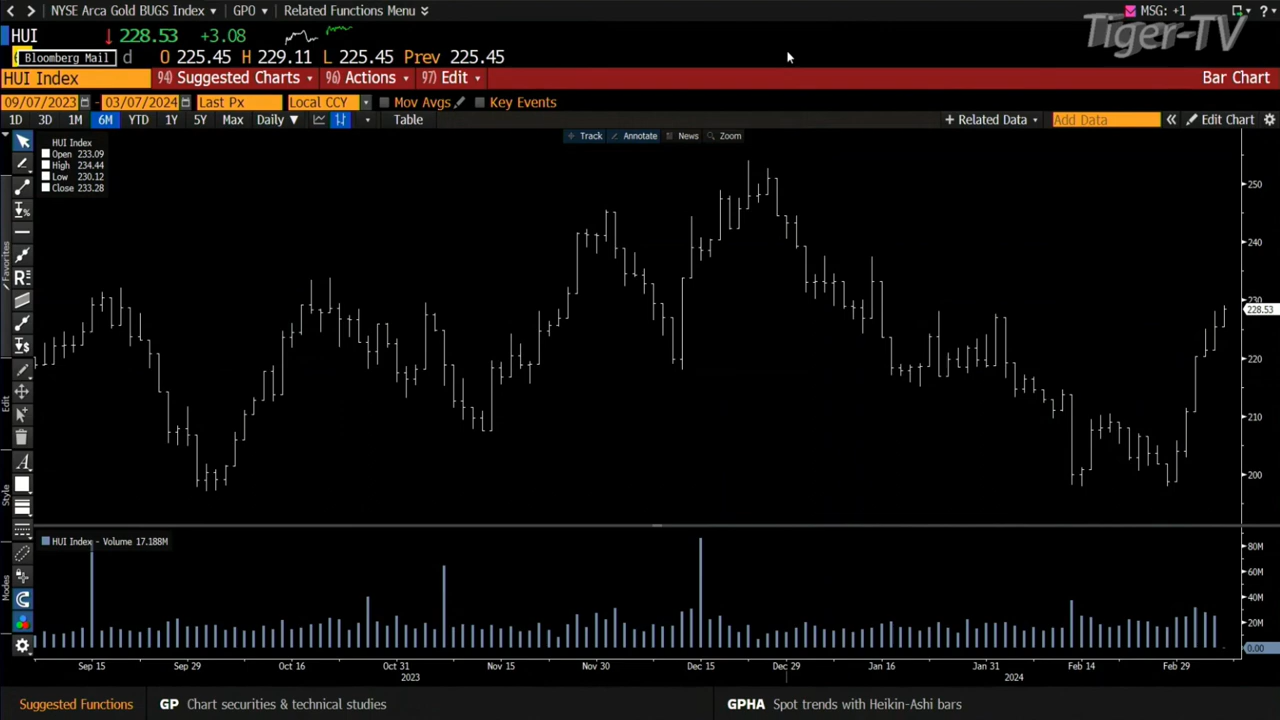 NYSE Arca Gold BUGS Index ▾ GPO ▾ Related Functions Menu
MSG: +1
?
Tiger-TV
HUI
↓ 228.53 +3.08
Bloomberg Mail d O 225.45 H 229.11 L 225.45 Prev 225.45
HUI Index 94) Suggested Charts 96) Actions 97) Edit Bar Chart
09/07/2023 - 03/07/2024 Last Px Local CCY Mov Avgs Key Events
1D 3D 1M 6M YTD 1Y 5Y Max Daily ▼ Table + Related Data Add Data « Edit Chart
Track Annotate News Zoom
HUI Index
Open 233.09
High 234.44
Low 230.12
Close 233.28
Favorites
Edit
Style
Modes
250
240
230
228.53
220
210
200
HUI Index - Volume 17.188M
80M
60M
40M
20M
0.00
Sep 15 Sep 29 Oct 16 Oct 31 Nov 15 Nov 30 Dec 15 Dec 29 Jan 16 Jan 31 Feb 14 Feb 29
2023 2024
Suggested Functions GP Chart securities & technical studies GPHA Spot trends with Heikin-Ashi bars